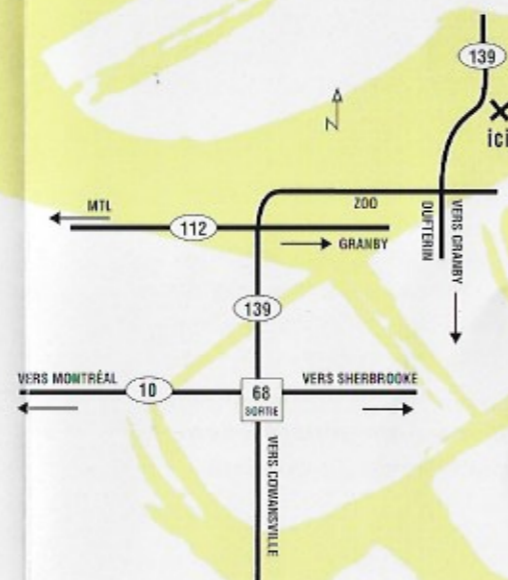 139
ici
N
MTL
ZOO
112
GRANBY
DUFFERIN
VERS GRANBY
139
VERS MONTRÉAL
10
68
SORTIE
VERS SHERBROOKE
VERS COWANSVILLE